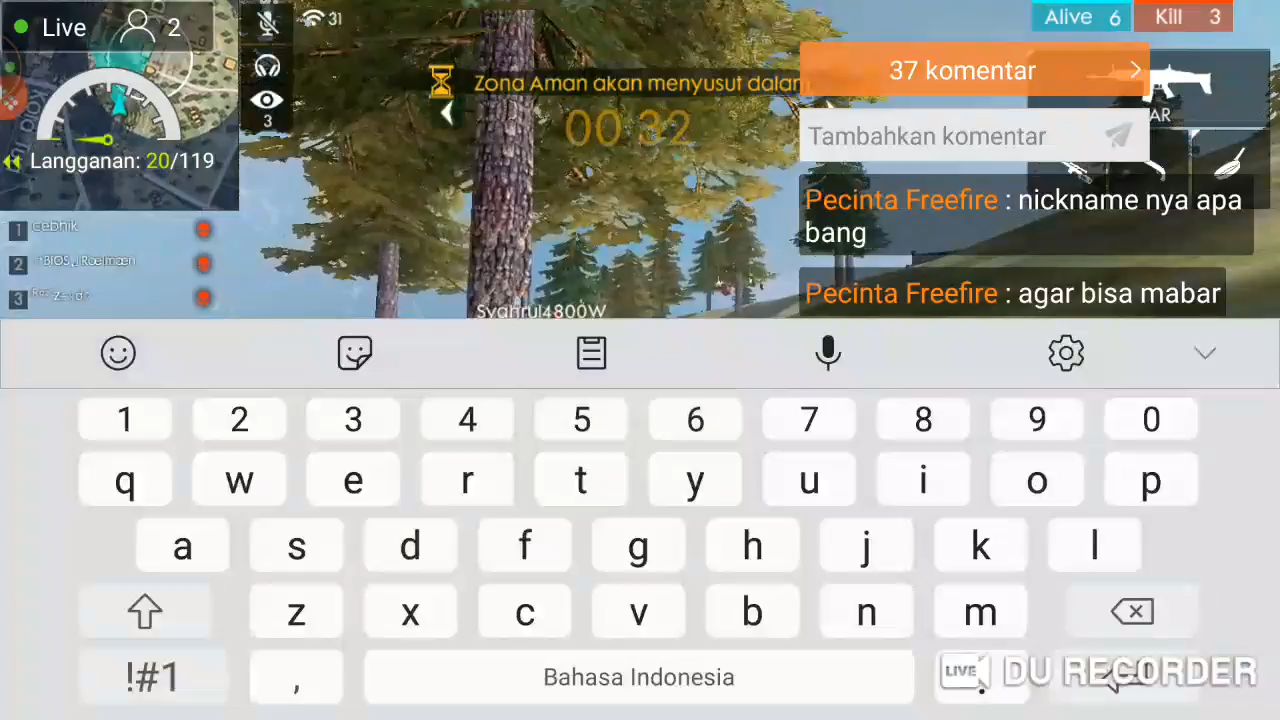 Live 2
31
Alive 6 Kill 3
37 komentar
Zona Aman akan menyusut dalam
00 32
AR
Tambahkan komentar
3
Langganan: 20/119
Pecinta Freefire : nickname nya apa
bang
1
2
3
Pecinta Freefire : agar bisa mabar
Syahrul4800W
1 2 3 4 5 6 7 8 9 0
q w e r t y u i o p
a s d f g h j k l
z x c v b n m
!#1 , Bahasa Indonesia .
LIVE DU RECORDER